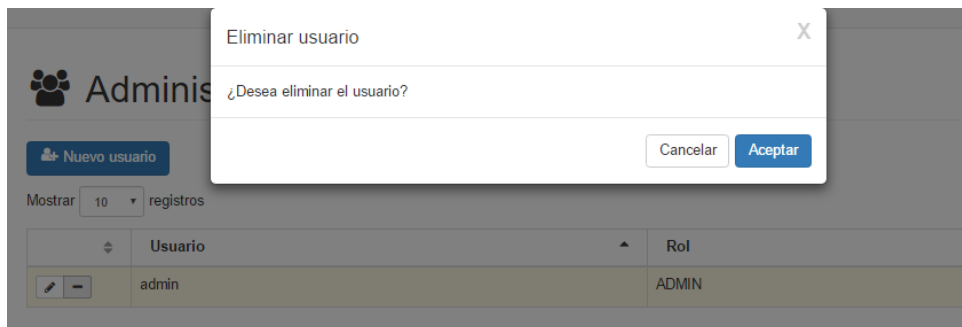 Eliminar usuario X
¿Desea eliminar el usuario?
Cancelar Aceptar
Adminis
Nuevo usuario
Mostrar 10 registros
Usuario Rol
admin ADMIN